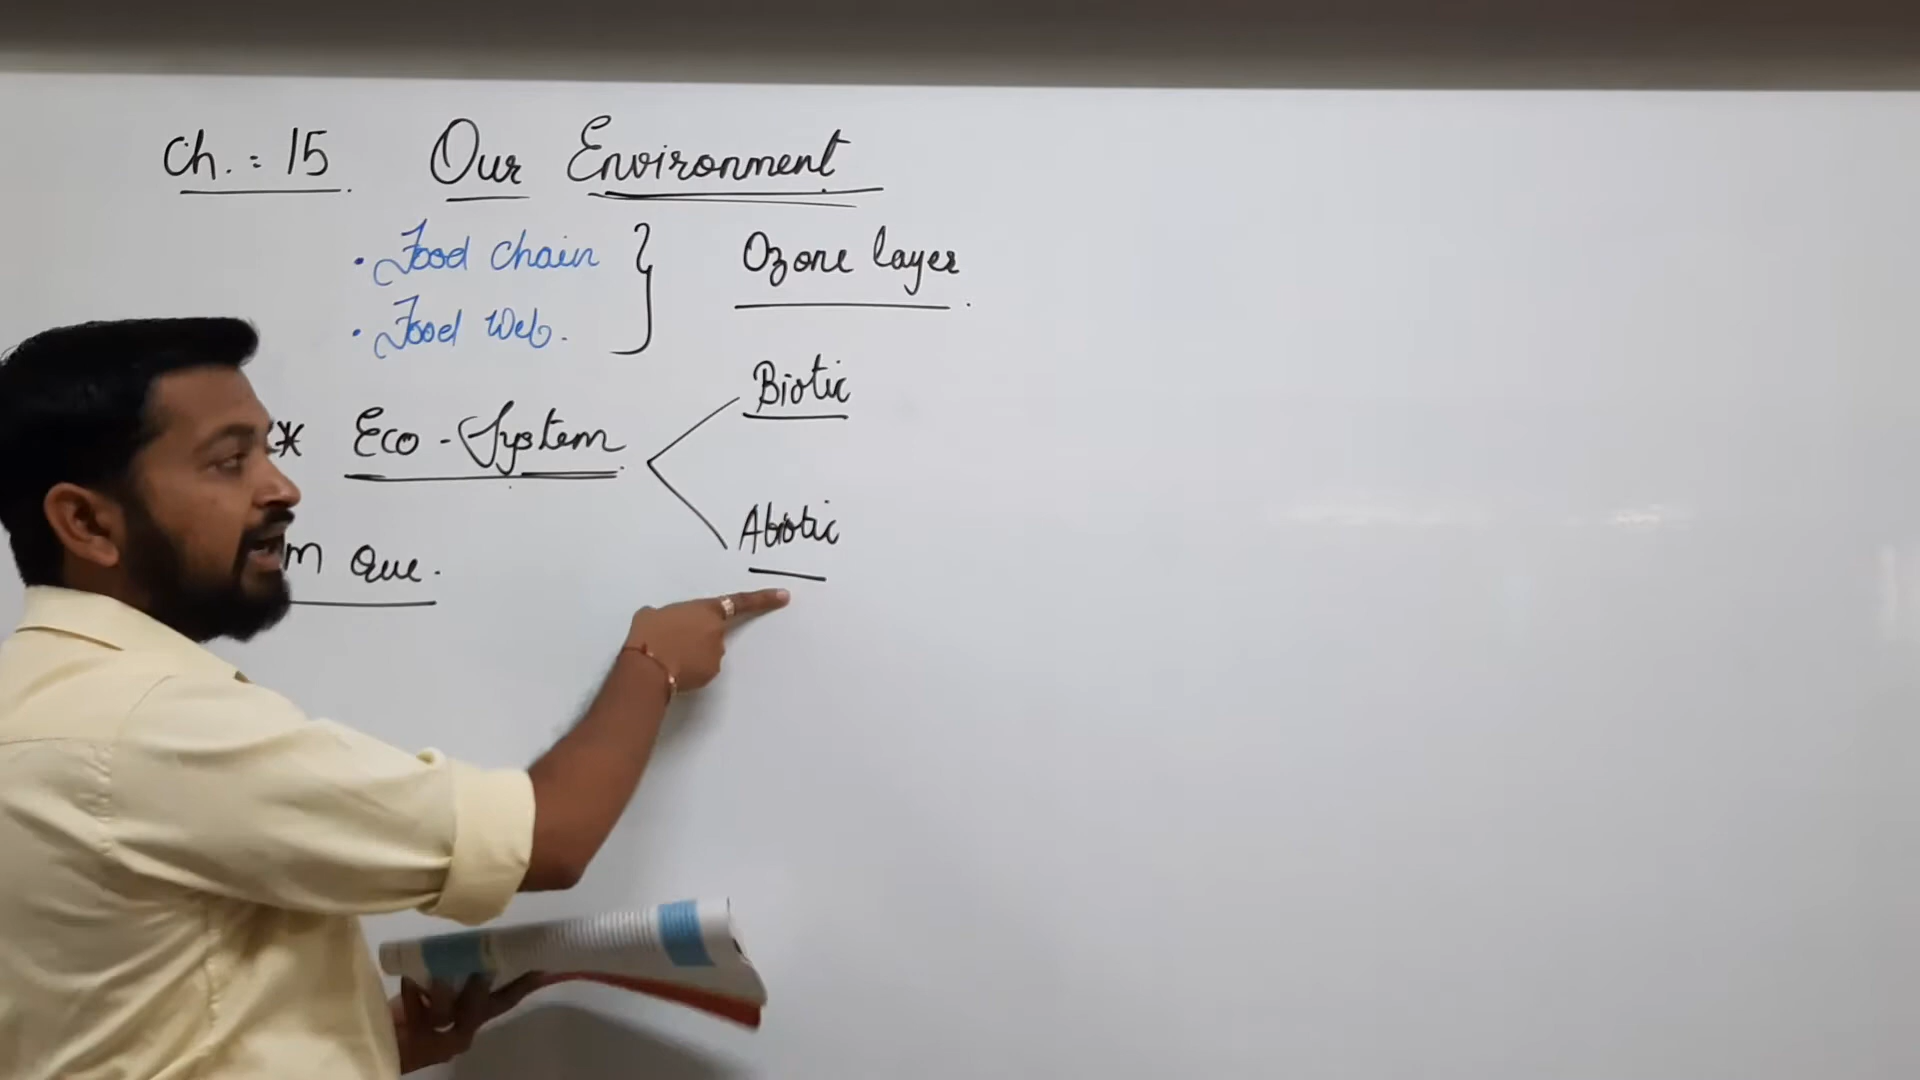 Ch. : 15 Our Environment
• Food chain
• Food Web.
Ozone layer
* Eco-System
Biotic
Abiotic
Que.